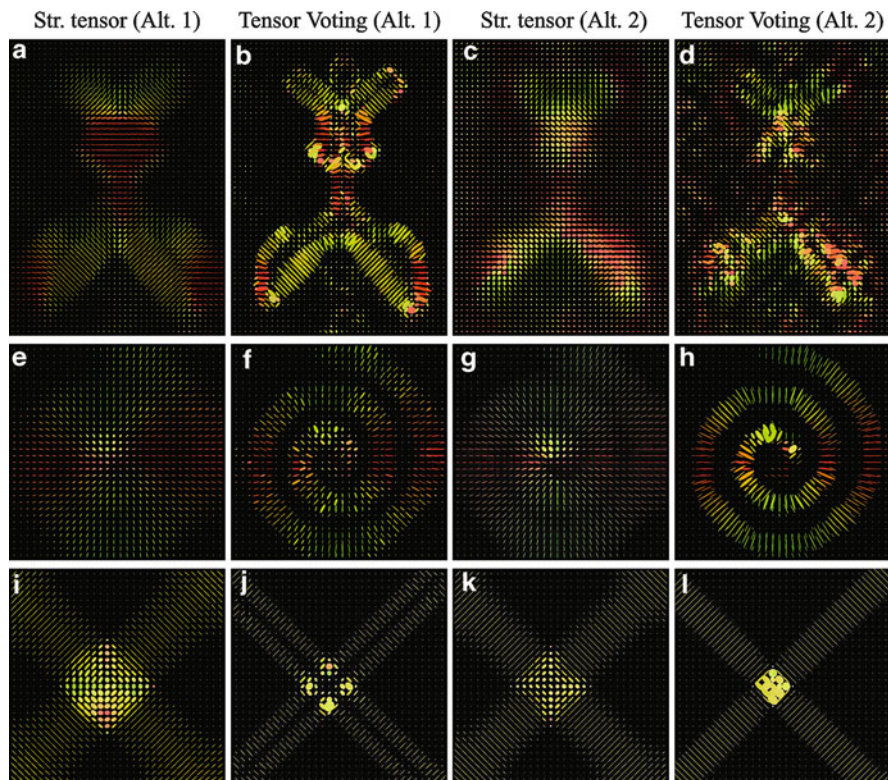 Str. tensor (Alt. 1) Tensor Voting (Alt. 1) Str. tensor (Alt. 2) Tensor Voting (Alt. 2)
a b c d
e f g h
i j k l